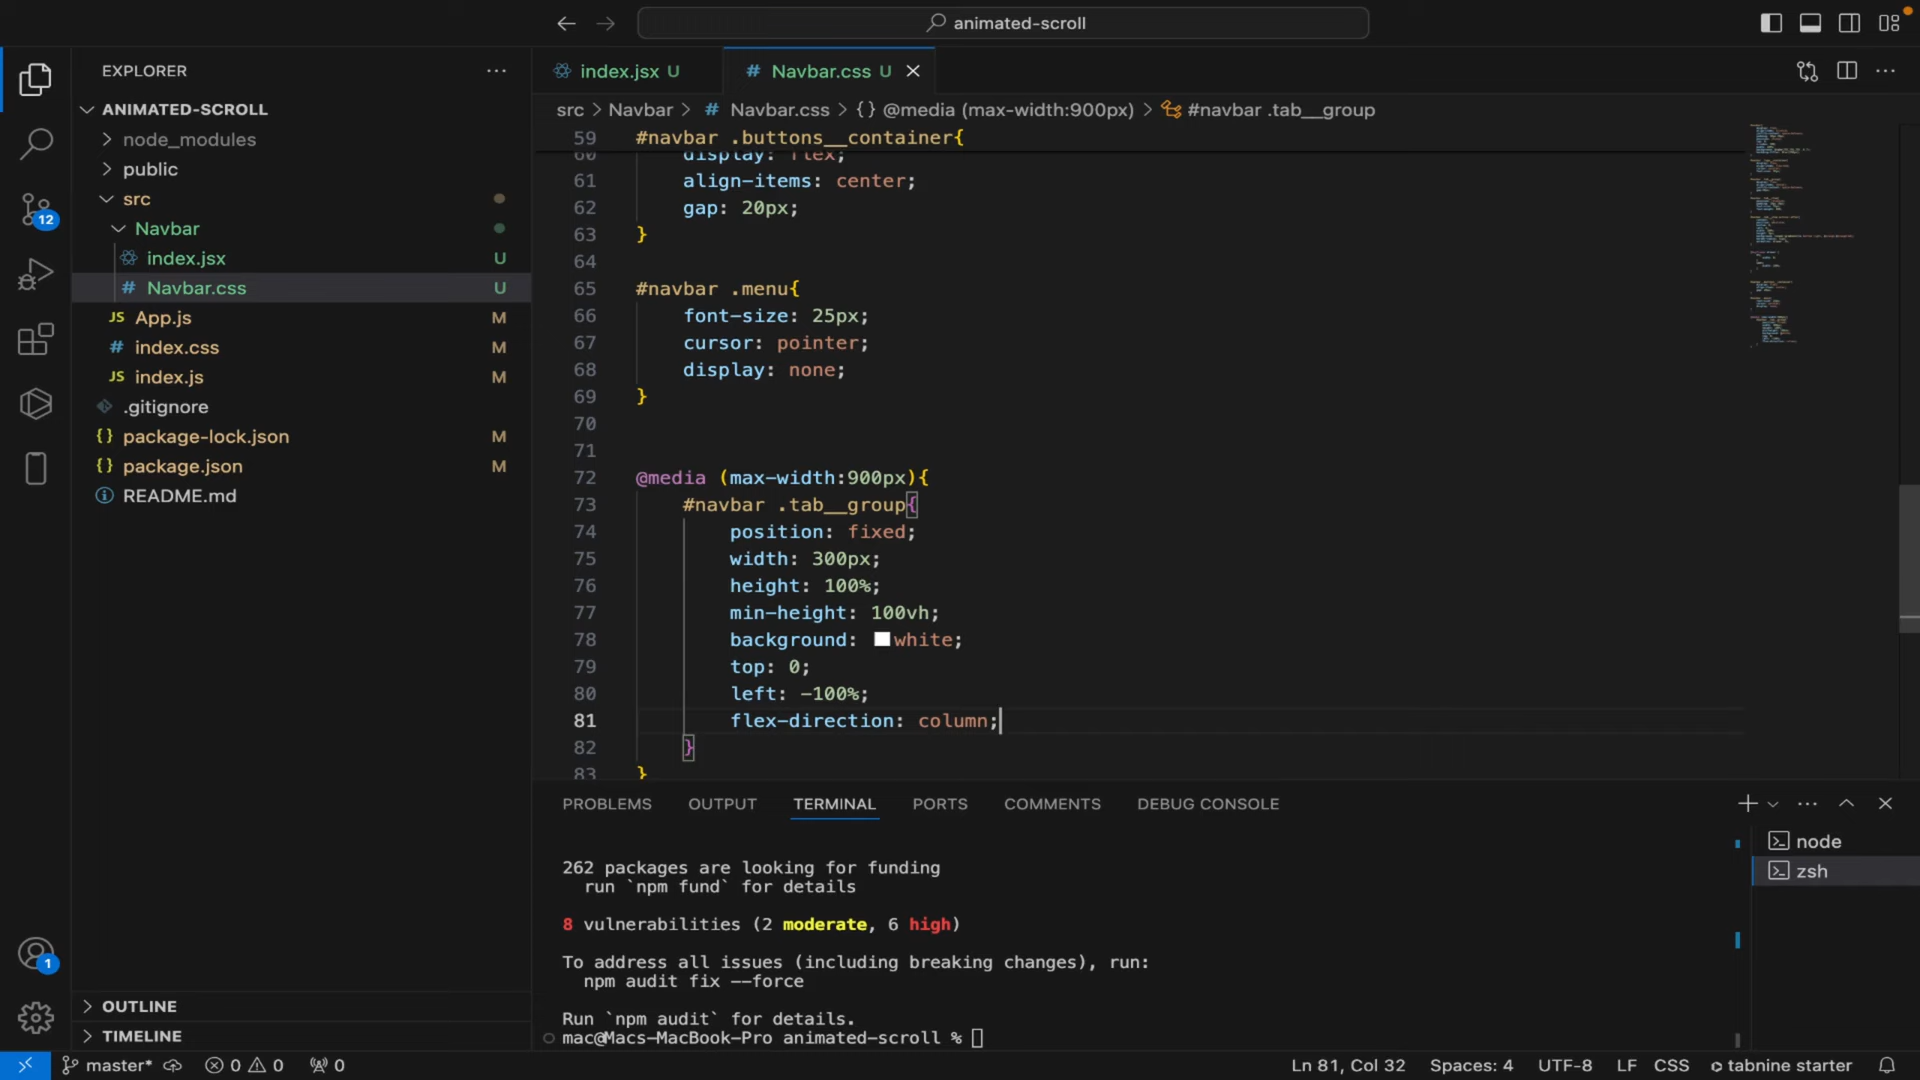 animated-scroll
EXPLORER
ANIMATED-SCROLL
node_modules
public
src
Navbar
index.jsx U
Navbar.css U
App.js M
index.css M
index.js M
.gitignore
package-lock.json M
package.json M
README.md
OUTLINE
TIMELINE
12
1
index.jsx U
Navbar.css U
src > Navbar > # Navbar.css > {} @media (max-width:900px) > #navbar .tab__group
59 #navbar .buttons__container{
60 display: flex;
61 align-items: center;
62 gap: 20px;
63 }
64
65 #navbar .menu{
66 font-size: 25px;
67 cursor: pointer;
68 display: none;
69 }
70
71
72 @media (max-width:900px){
73 #navbar .tab__group{
74 position: fixed;
75 width: 300px;
76 height: 100%;
77 min-height: 100vh;
78 background: white;
79 top: 0;
80 left: -100%;
81 flex-direction: column;
82 }
83 }
PROBLEMS OUTPUT TERMINAL PORTS COMMENTS DEBUG CONSOLE
262 packages are looking for funding
run `npm fund` for details
8 vulnerabilities (2 moderate, 6 high)
To address all issues (including breaking changes), run:
npm audit fix --force
Run `npm audit` for details.
mac@Macs-MacBook-Pro animated-scroll %
node
zsh
master* 0 0 0 Ln 81, Col 32 Spaces: 4 UTF-8 LF CSS tabnine starter